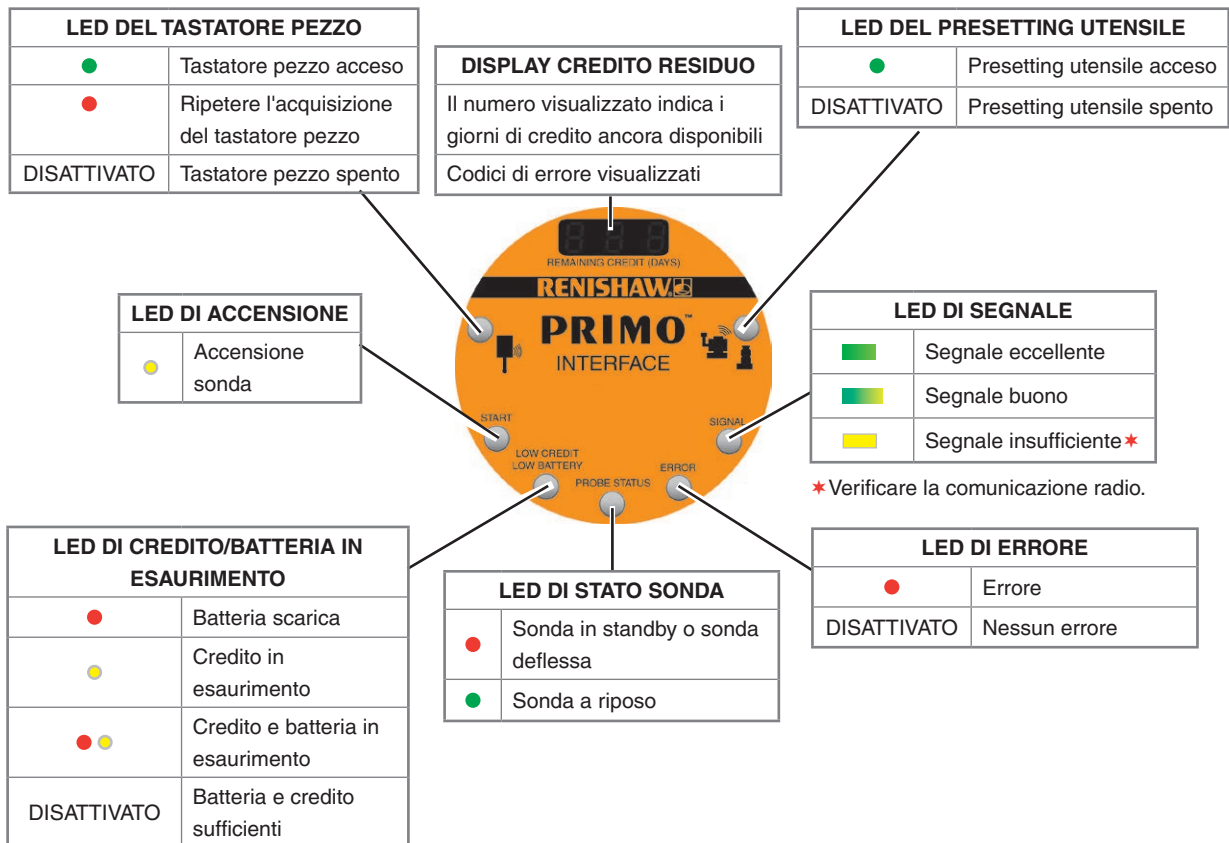 LED DEL TASTATORE PEZZO
Tastatore pezzo acceso
Ripetere l'acquisizione
del tastatore pezzo
DISATTIVATO Tastatore pezzo spento
DISPLAY CREDITO RESIDUO
Il numero visualizzato indica i
giorni di credito ancora disponibili
Codici di errore visualizzati
LED DEL PRESETTING UTENSILE
Presetting utensile acceso
DISATTIVATO Presetting utensile spento
REMAINING CREDIT (DAYS)
RENISHAW
PRIMO™
INTERFACE
START
SIGNAL
LOW CREDIT
LOW BATTERY
PROBE STATUS
ERROR
LED DI ACCENSIONE
Accensione
sonda
LED DI SEGNALE
Segnale eccellente
Segnale buono
Segnale insufficiente✶
✶Verificare la comunicazione radio.
LED DI CREDITO/BATTERIA IN
ESAURIMENTO
Batteria scarica
Credito in
esaurimento
Credito e batteria in
esaurimento
DISATTIVATO Batteria e credito
sufficienti
LED DI STATO SONDA
Sonda in standby o sonda
deflessa
Sonda a riposo
LED DI ERRORE
Errore
DISATTIVATO Nessun errore